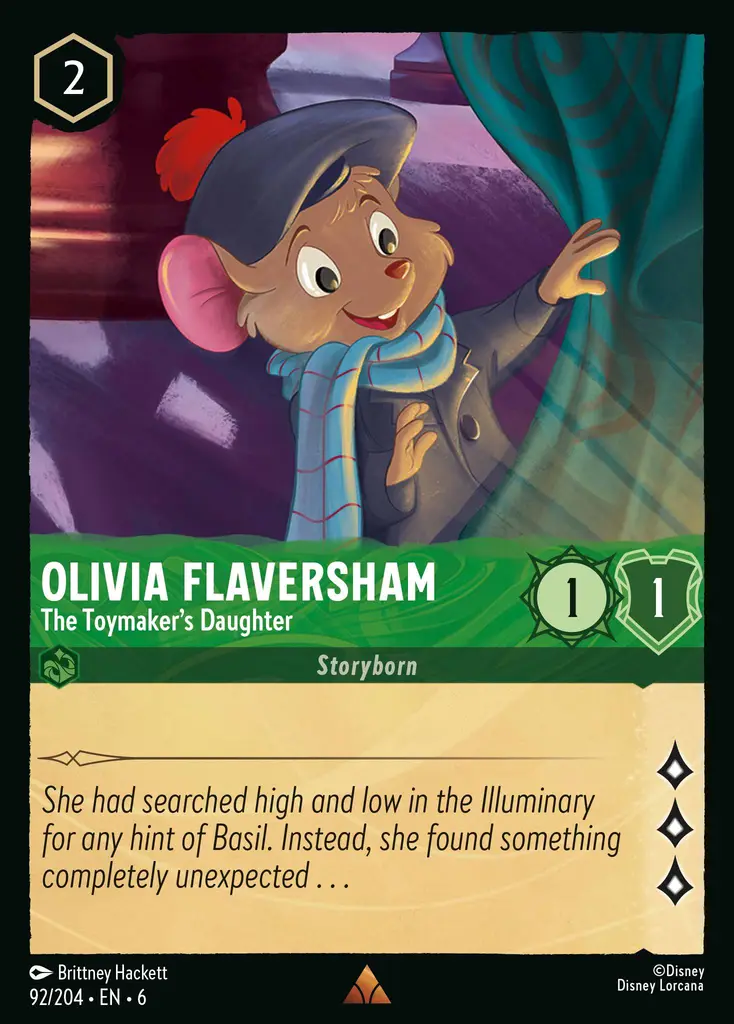 2
OLIVIA FLAVERSHAM
The Toymaker's Daughter
1
1
Storyborn
She had searched high and low in the Illuminary
for any hint of Basil. Instead, she found something
completely unexpected . . .
Brittney Hackett
92/204 • EN • 6
©Disney
Disney Lorcana